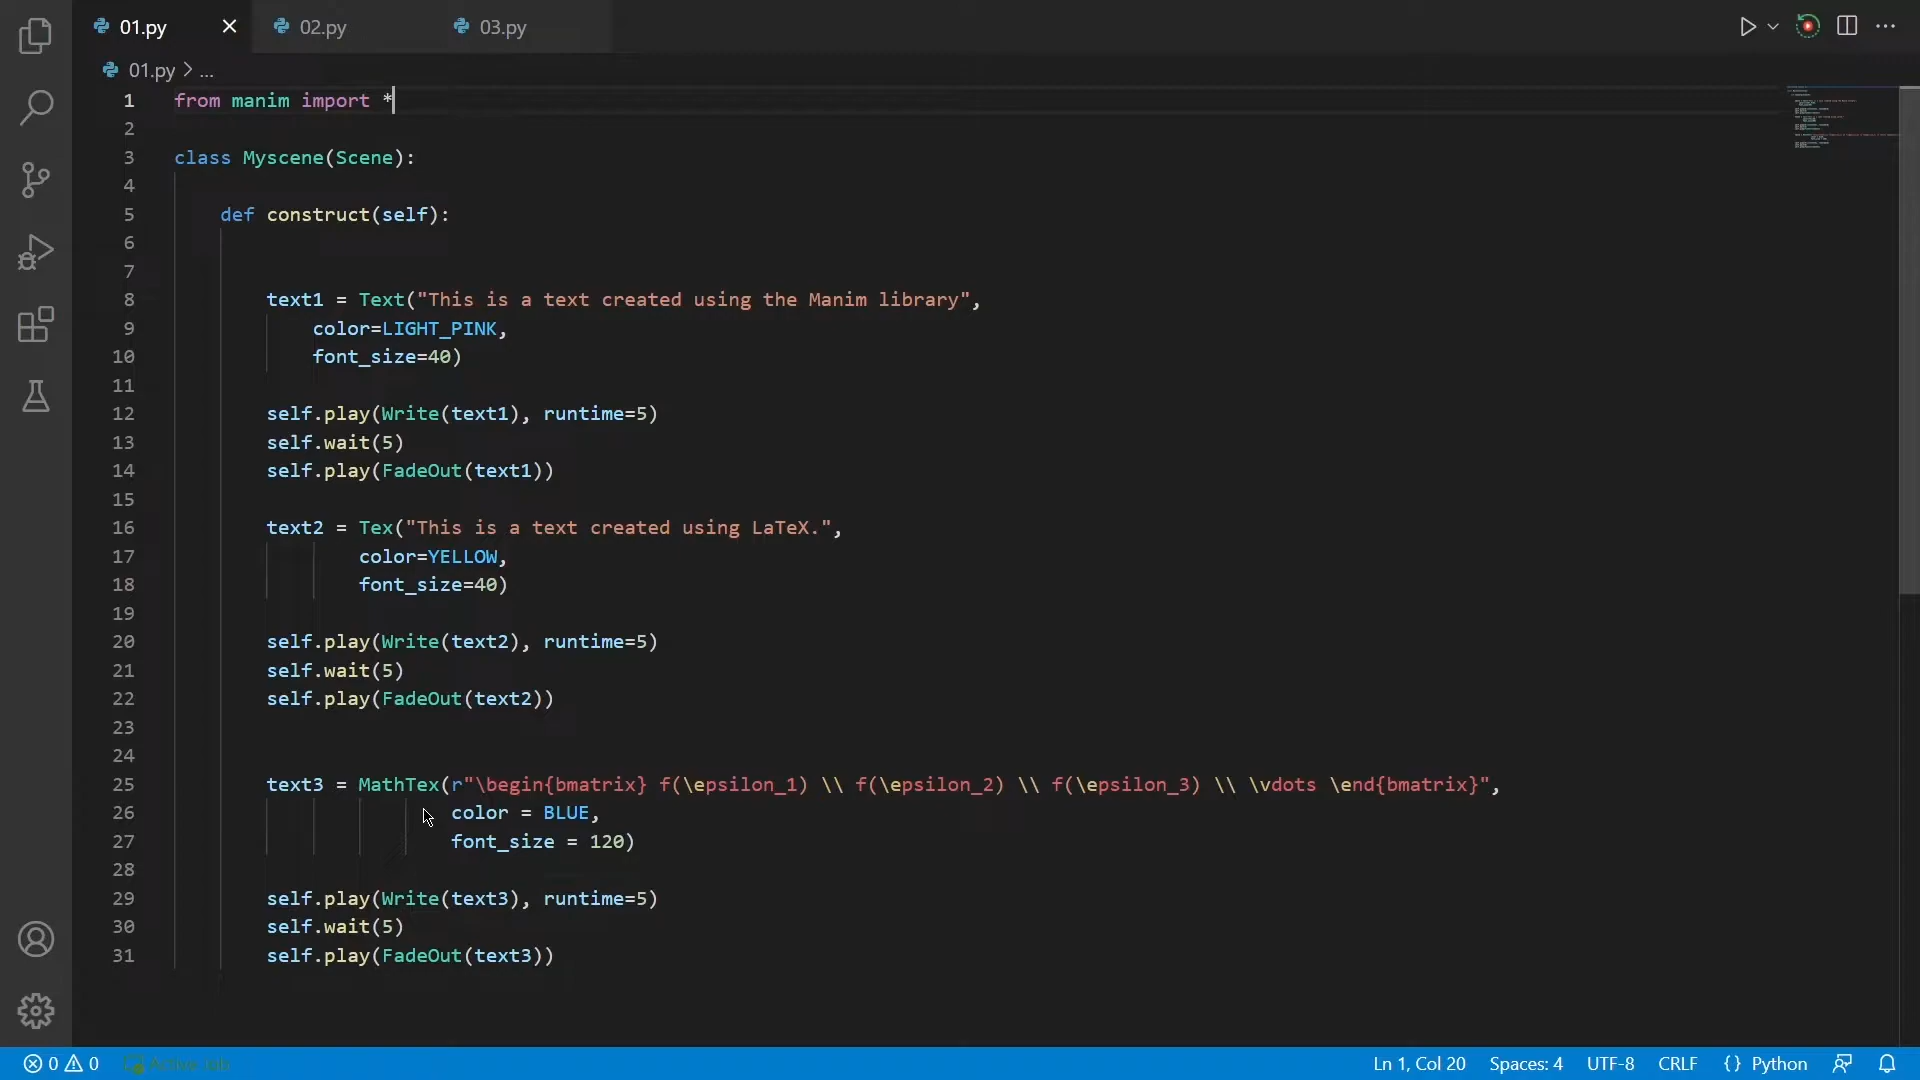 01.py 02.py 03.py
01.py > ...
1 from manim import *
2
3 class Myscene(Scene):
4
5     def construct(self):
6
7
8         text1 = Text("This is a text created using the Manim library",
9             color=LIGHT_PINK,
10             font_size=40)
11
12         self.play(Write(text1), runtime=5)
13         self.wait(5)
14         self.play(FadeOut(text1))
15
16         text2 = Tex("This is a text created using LaTeX.",
17                 color=YELLOW,
18                 font_size=40)
19
20         self.play(Write(text2), runtime=5)
21         self.wait(5)
22         self.play(FadeOut(text2))
23
24
25         text3 = MathTex(r"\begin{bmatrix} f(\epsilon_1) \\ f(\epsilon_2) \\ f(\epsilon_3) \\ \vdots \end{bmatrix}",
26                         color = BLUE,
27                         font_size = 120)
28
29         self.play(Write(text3), runtime=5)
30         self.wait(5)
31         self.play(FadeOut(text3))
0 0 Ln 1, Col 20 Spaces: 4 UTF-8 CRLF {} Python